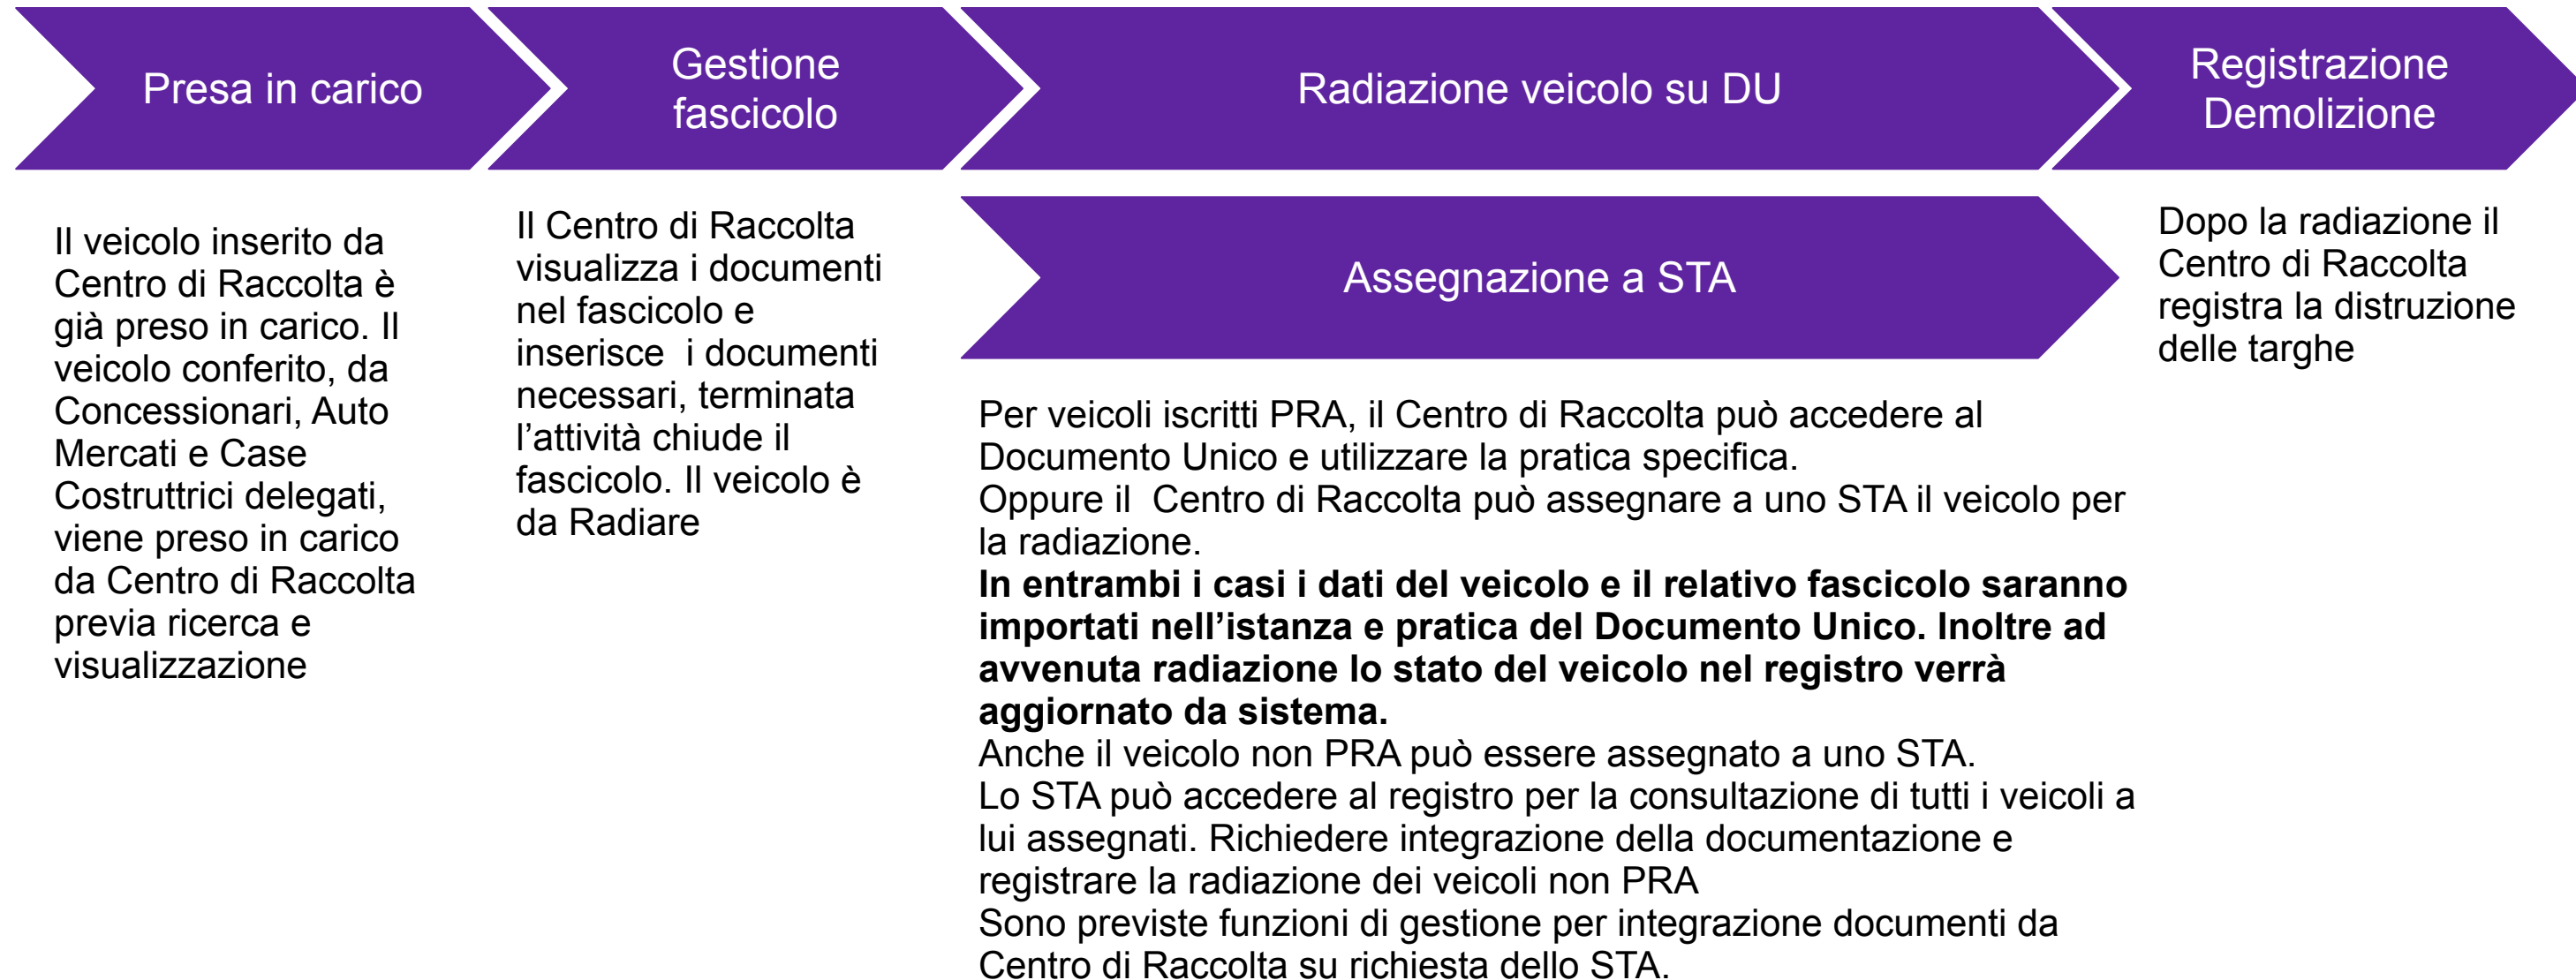 Presa in carico
Gestione
fascicolo
Radiazione veicolo su DU
Registrazione
Demolizione
Il veicolo inserito da
Centro di Raccolta è
già preso in carico. Il
veicolo conferito, da
Concessionari, Auto
Mercati e Case
Costruttrici delegati,
viene preso in carico
da Centro di Raccolta
previa ricerca e
visualizzazione
Il Centro di Raccolta
visualizza i documenti
nel fascicolo e
inserisce  i documenti
necessari, terminata
l’attività chiude il
fascicolo. Il veicolo è
da Radiare
Assegnazione a STA
Per veicoli iscritti PRA, il Centro di Raccolta può accedere al
Documento Unico e utilizzare la pratica specifica.
Oppure il  Centro di Raccolta può assegnare a uno STA il veicolo per
la radiazione.
In entrambi i casi i dati del veicolo e il relativo fascicolo saranno
importati nell’istanza e pratica del Documento Unico. Inoltre ad
avvenuta radiazione lo stato del veicolo nel registro verrà
aggiornato da sistema.
Anche il veicolo non PRA può essere assegnato a uno STA.
Lo STA può accedere al registro per la consultazione di tutti i veicoli a
lui assegnati. Richiedere integrazione della documentazione e
registrare la radiazione dei veicoli non PRA
Sono previste funzioni di gestione per integrazione documenti da
Centro di Raccolta su richiesta dello STA.
Dopo la radiazione il
Centro di Raccolta
registra la distruzione
delle targhe